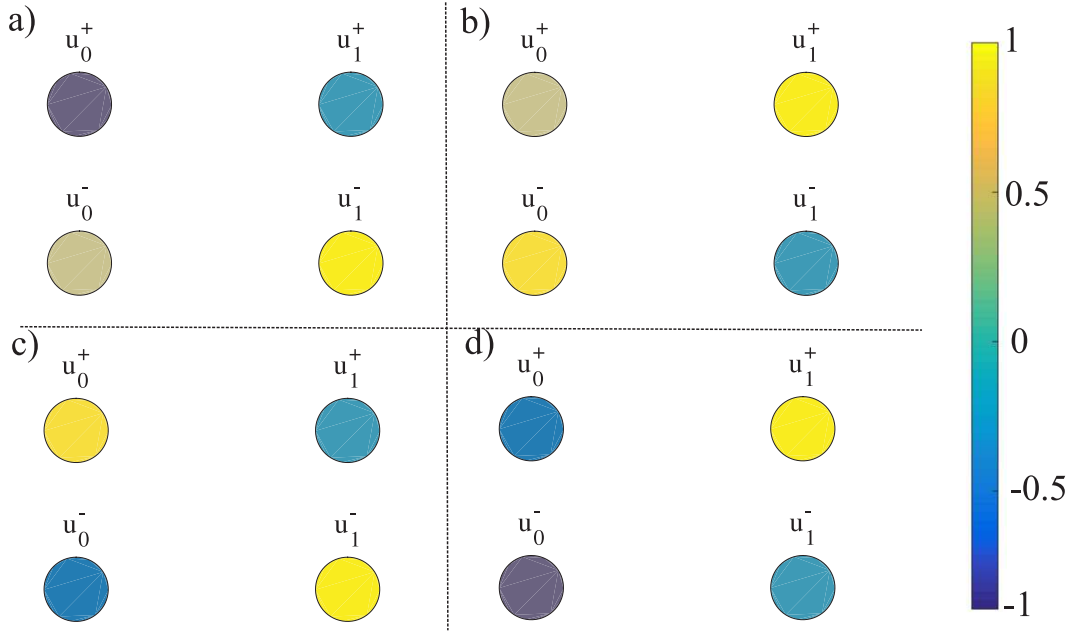 a)
u₀⁺
u₁⁺
u₀⁻
u₁⁻
b)
u₀⁺
u₁⁺
u₀⁻
u₁⁻
c)
u₀⁺
u₁⁺
u₀⁻
u₁⁻
d)
u₀⁺
u₁⁺
u₀⁻
u₁⁻
1
0.5
0
-0.5
-1